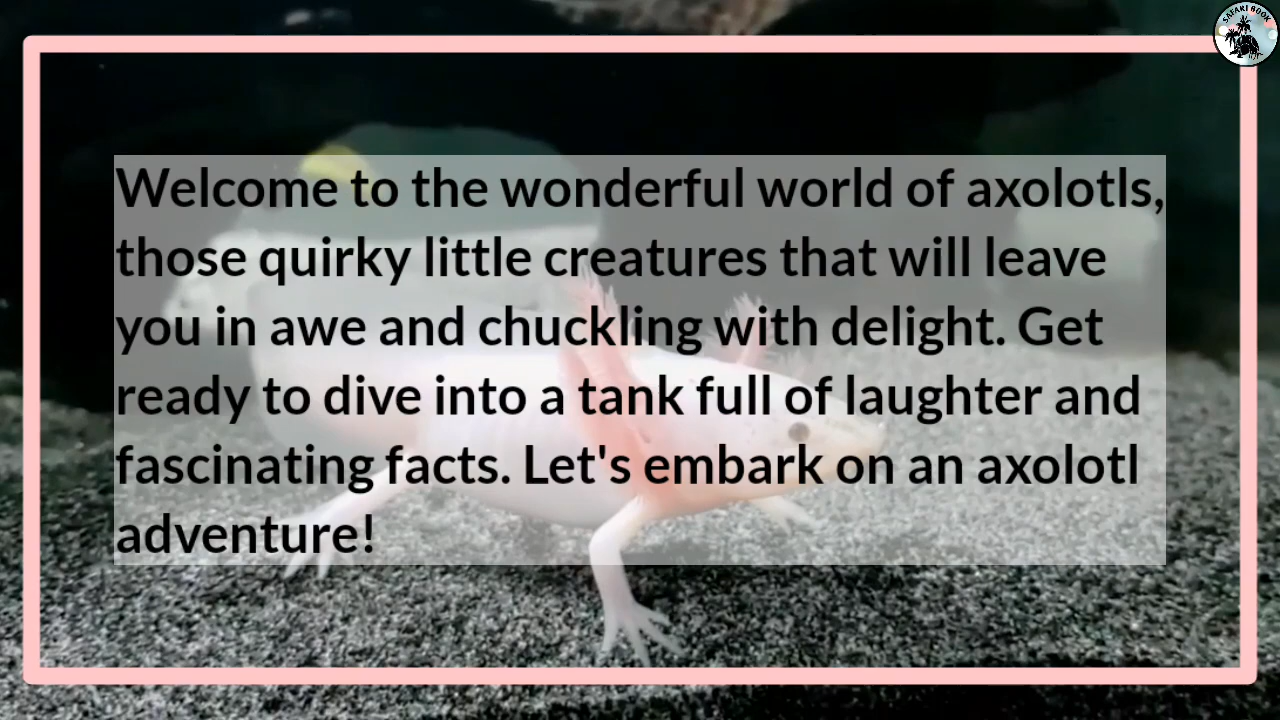 SAFARI BOOK
Welcome to the wonderful world of axolotls,
those quirky little creatures that will leave
you in awe and chuckling with delight. Get
ready to dive into a tank full of laughter and
fascinating facts. Let's embark on an axolotl
adventure!